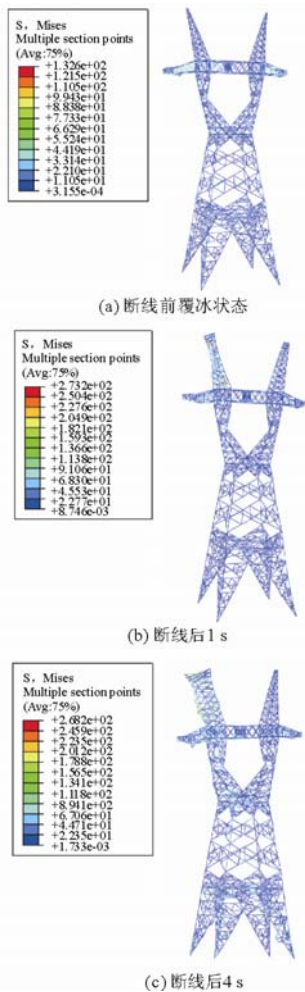 S, Mises
Multiple section points
(Avg:75%)
+1.326e+02
+1.215e+02
+1.105e+02
+9.943e+01
+8.838e+01
+7.733e+01
+6.629e+01
+5.524e+01
+4.419e+01
+3.314e+01
+2.210e+01
+1.105e+01
+3.155e-04
(a) 断线前覆冰状态
S, Mises
Multiple section points
(Avg:75%)
+2.732e+02
+2.504e+02
+2.276e+02
+2.049e+02
+1.821e+02
+1.593e+02
+1.366e+02
+1.138e+02
+9.106e+01
+6.830e+01
+4.553e+01
+2.277e+01
+8.746e-03
(b) 断线后1 s
S, Mises
Multiple section points
(Avg:75%)
+2.682e+02
+2.459e+02
+2.235e+02
+2.012e+02
+1.788e+02
+1.565e+02
+1.341e+02
+1.118e+02
+8.941e+01
+6.706e+01
+4.471e+01
+2.235e+01
+1.733e-03
(c) 断线后4 s